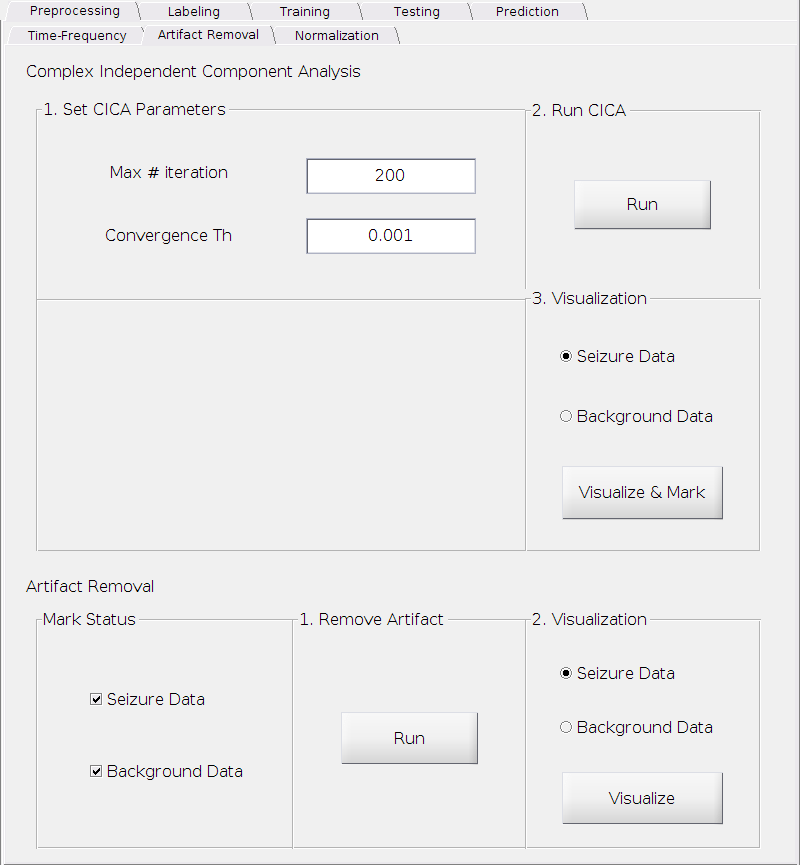 Preprocessing Labeling Training Testing Prediction
Time-Frequency Artifact Removal Normalization
Complex Independent Component Analysis
1. Set CICA Parameters
Max # iteration 200
Convergence Th 0.001
2. Run CICA
Run
3. Visualization
Seizure Data
Background Data
Visualize & Mark
Artifact Removal
Mark Status
Seizure Data
Background Data
1. Remove Artifact
Run
2. Visualization
Seizure Data
Background Data
Visualize